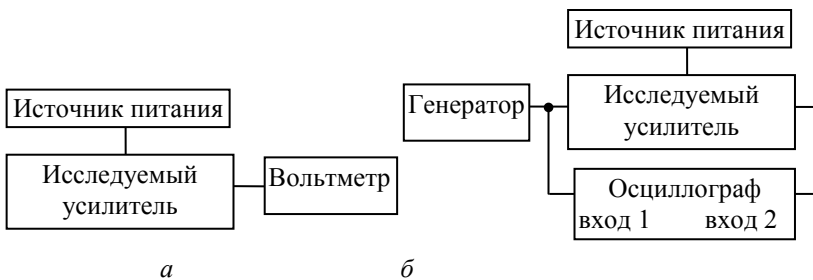 Источник питания
Исследуемый
усилитель
Вольтметр
а
Источник питания
Генератор
Исследуемый
усилитель
Осциллограф
вход 1 вход 2
б